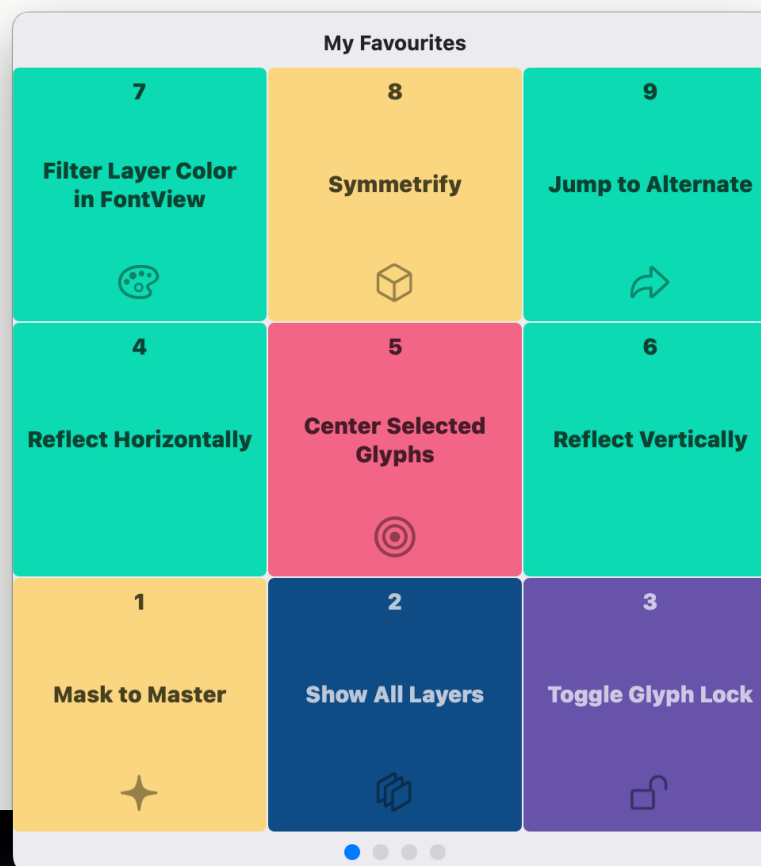 My Favourites
7
Filter Layer Color
in FontView
8
Symmetrify
9
Jump to Alternate
4
Reflect Horizontally
5
Center Selected
Glyphs
6
Reflect Vertically
1
Mask to Master
2
Show All Layers
3
Toggle Glyph Lock